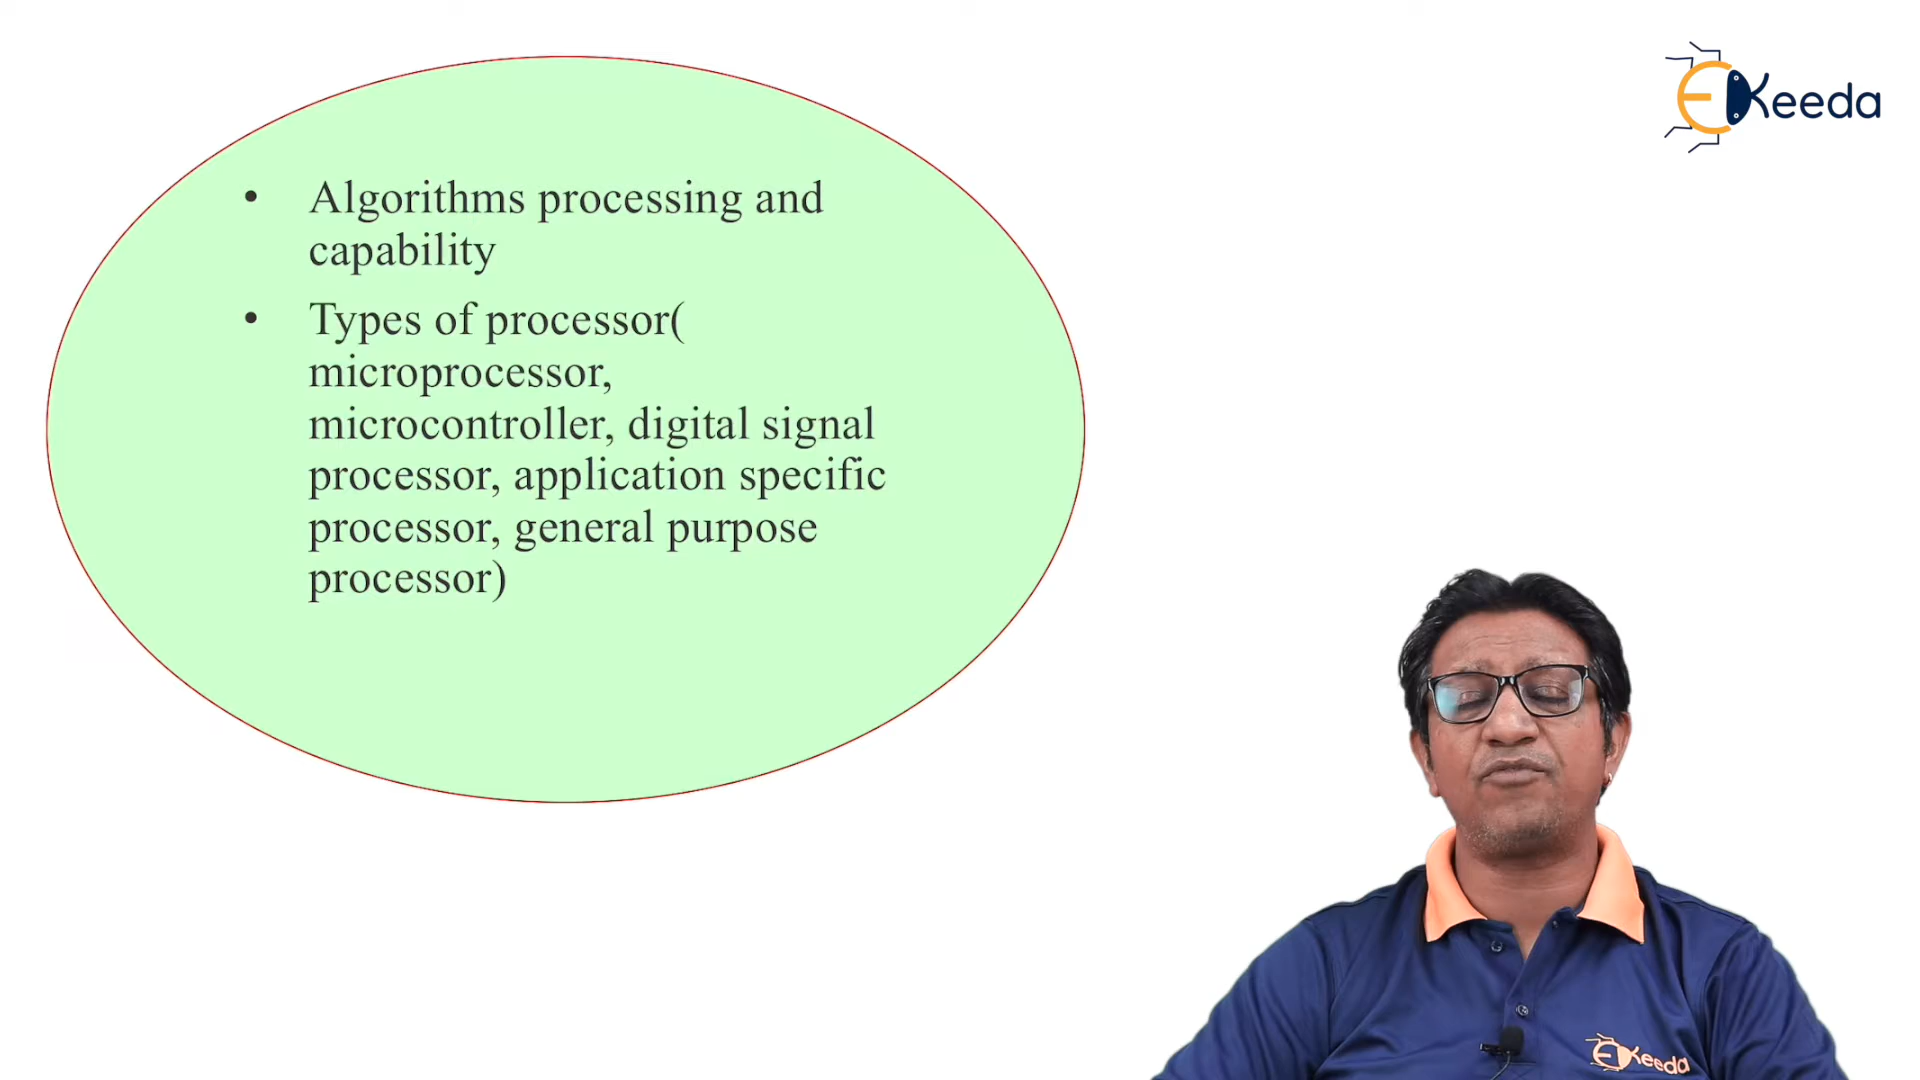 EKeeda
• Algorithms processing and
capability
• Types of processor(
microprocessor,
microcontroller, digital signal
processor, application specific
processor, general purpose
processor)
EKeeda